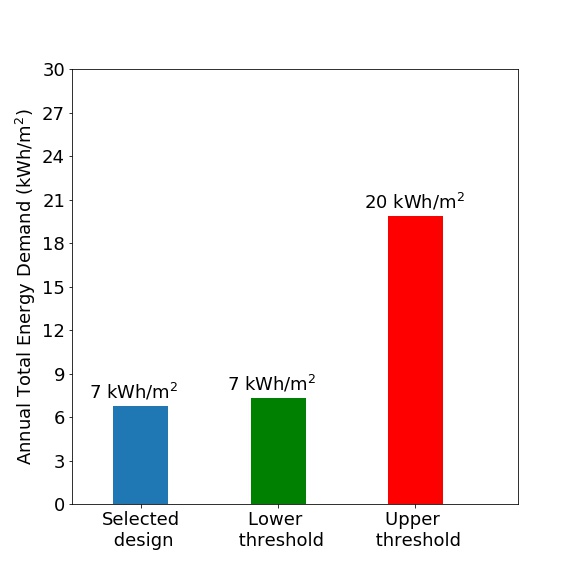 Annual Total Energy Demand (kWh/m²)
30
27
24
21
18
15
12
9
6
3
0
7 kWh/m²
7 kWh/m²
20 kWh/m²
Selected
design
Lower
threshold
Upper
threshold